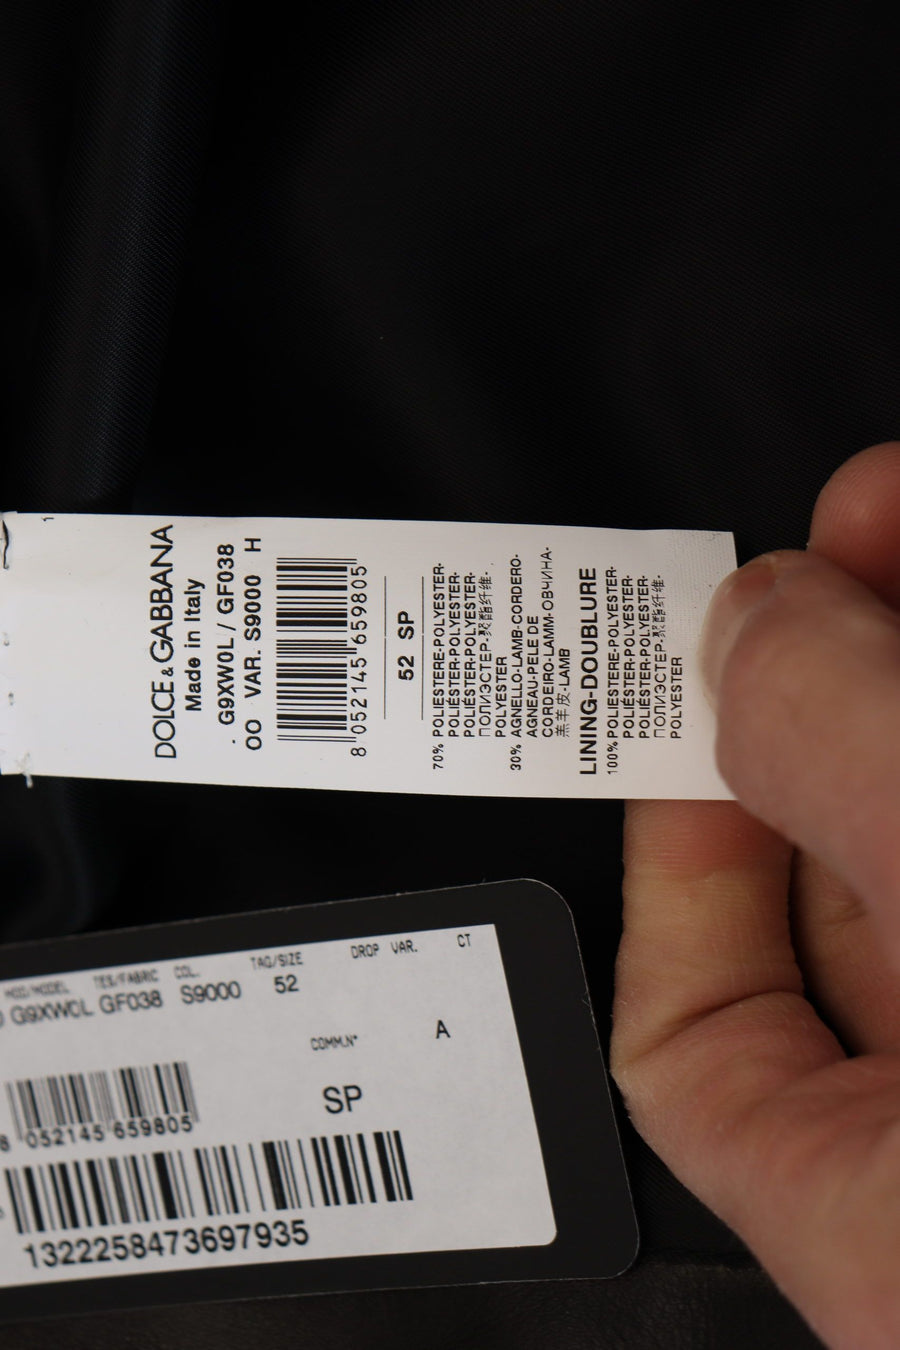 DOLCE & GABBANA
Made in Italy
G9XW0L / GF038
OO VAR. S9000 H
8 052145 659805
52 SP
70% POLIESTERE-POLYESTER-
POLIÉSTER-POLYESTER-
POLIÉSTER-POLYESTER-
ПОЛИЭСТЕР-聚酯纤维-
POLYESTER
30% AGNELLO-LAMB-CORDERO-
AGNEAU-PELE DE
CORDEIRO-LAMM-ОВЧИНА-
羔羊皮-LAMB
LINING-DOUBLURE
100% POLIESTERE-POLYESTER-
POLIÉSTER-POLYESTER-
POLIÉSTER-POLYESTER-
ПОЛИЭСТЕР-聚酯纤维-
POLYESTER
MOD/MODEL TES/FABRIC COL. TAG/SIZE DROP VAR. CT
G9XW0L GF038 S9000 52
COMM.N° A
SP
8 052145 659805
1322258473697935